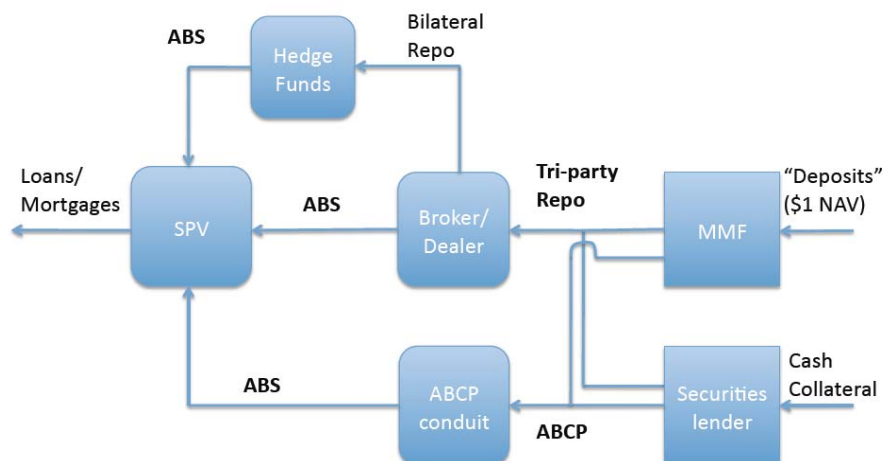 ABS
Hedge
Funds
Bilateral
Repo
Loans/
Mortgages
SPV
ABS
Broker/
Dealer
Tri-party
Repo
MMF
“Deposits”
($1 NAV)
ABS
ABCP
conduit
ABCP
Securities
lender
Cash
Collateral